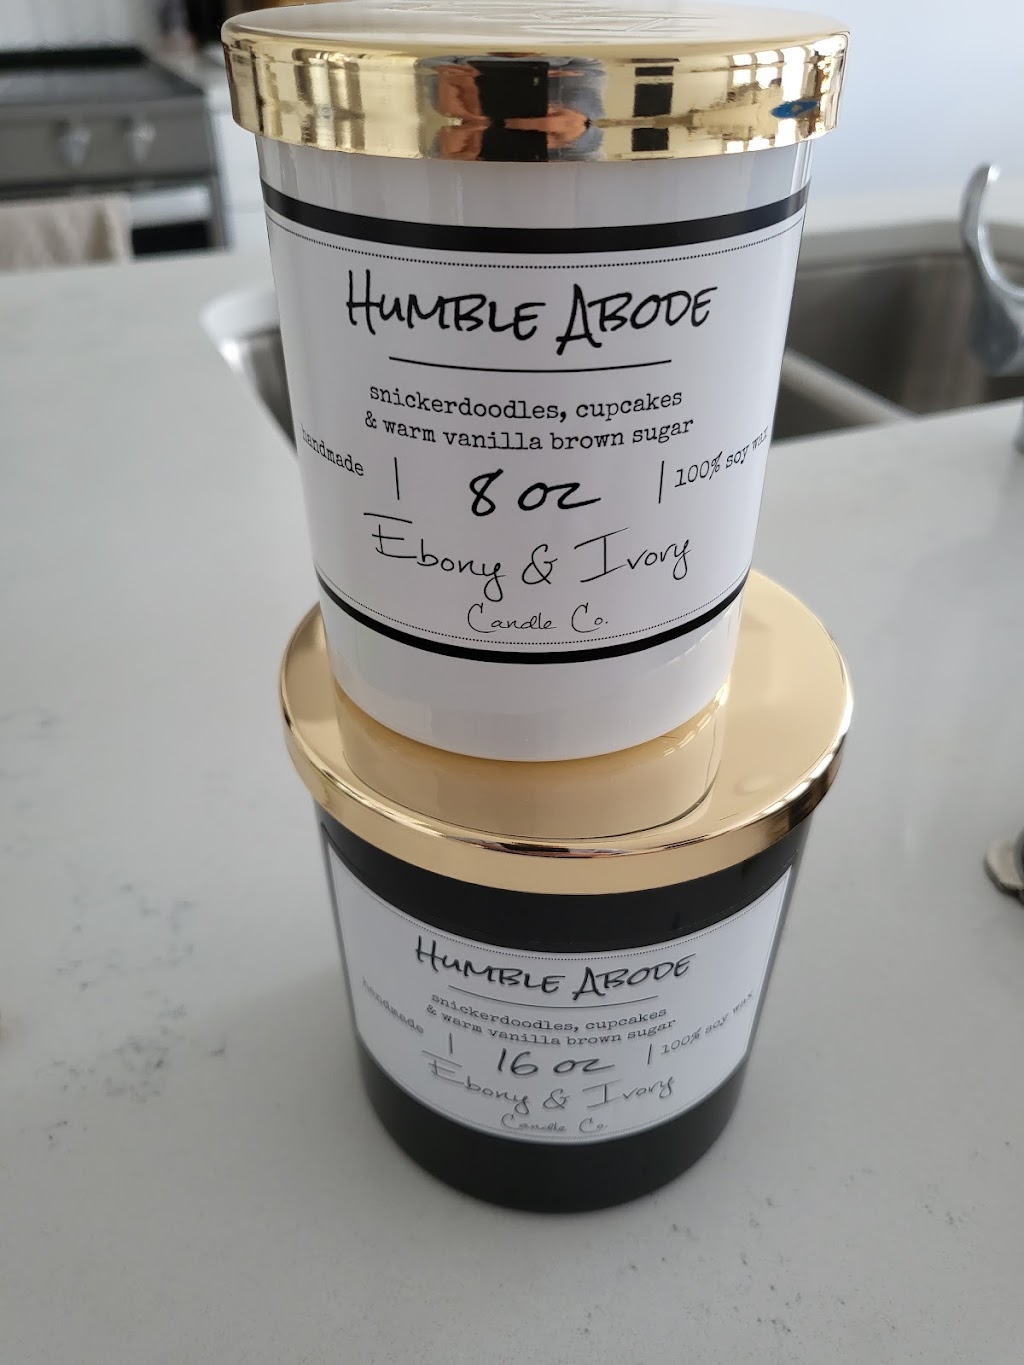 Humble Abode
snickerdoodles, cupcakes
& warm vanilla brown sugar
handmade | 8 oz | 100% soy wax
Ebony & Ivory
Candle Co.
Humble Abode
snickerdoodles, cupcakes
& warm vanilla brown sugar
handmade | 16 oz | 100% soy wax
Ebony & Ivory
Candle Co.